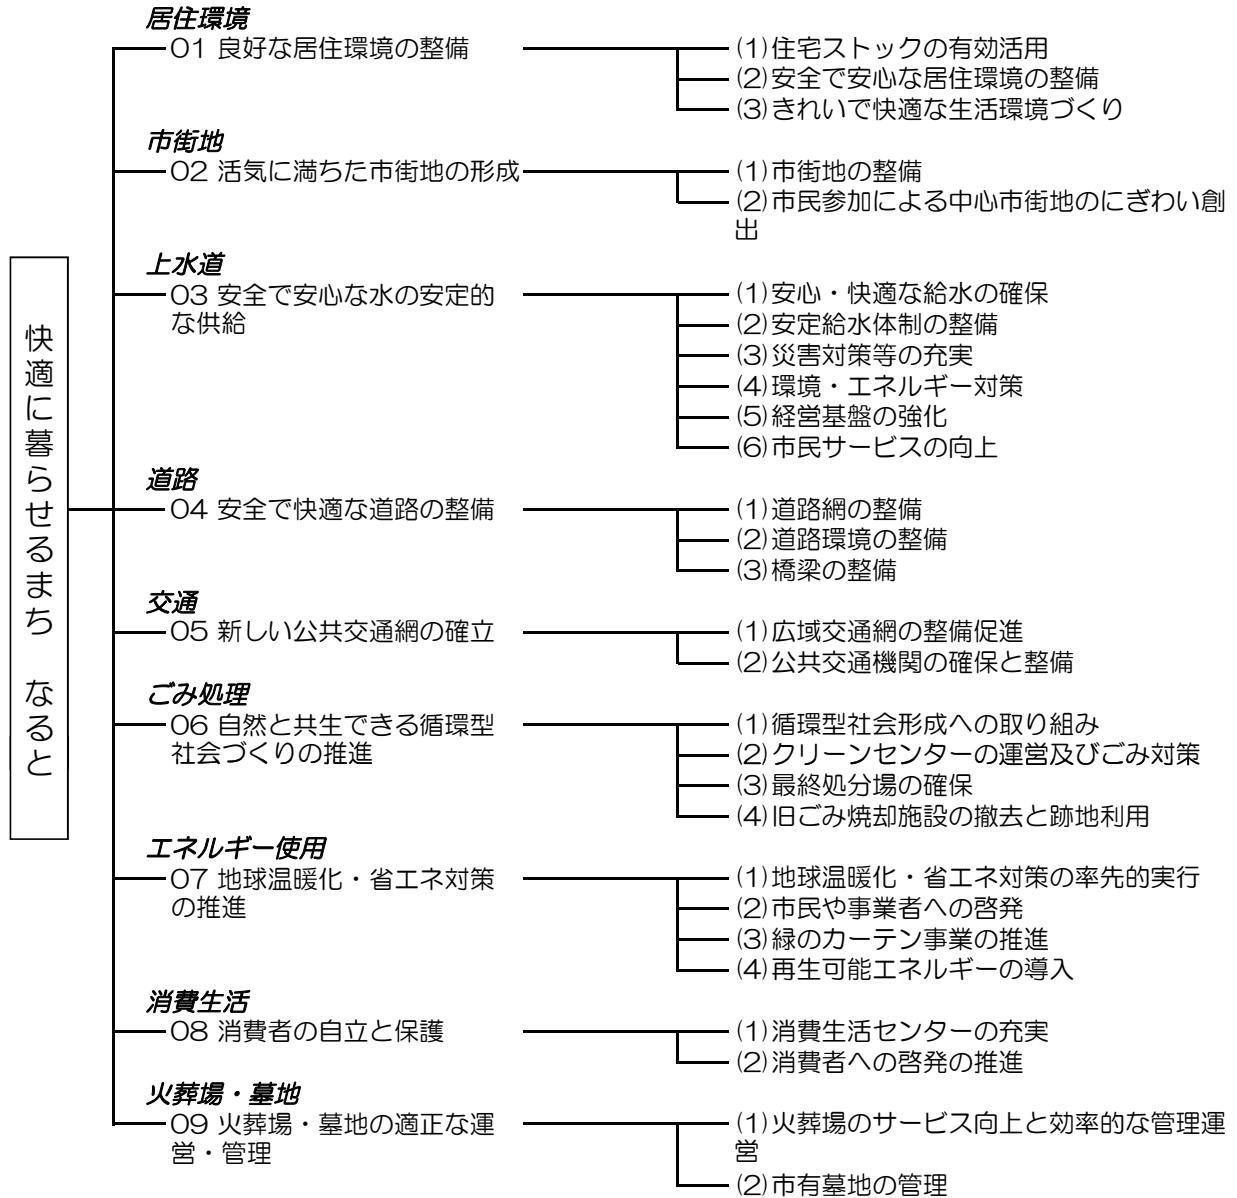 快適に暮らせるまち　なると
居住環境
01 良好な居住環境の整備
(1)住宅ストックの有効活用
(2)安全で安心な居住環境の整備
(3)きれいで快適な生活環境づくり
市街地
02 活気に満ちた市街地の形成
(1)市街地の整備
(2)市民参加による中心市街地のにぎわい創
出
上水道
03 安全で安心な水の安定的
な供給
(1)安心・快適な給水の確保
(2)安定給水体制の整備
(3)災害対策等の充実
(4)環境・エネルギー対策
(5)経営基盤の強化
(6)市民サービスの向上
道路
04 安全で快適な道路の整備
(1)道路網の整備
(2)道路環境の整備
(3)橋梁の整備
交通
05 新しい公共交通網の確立
(1)広域交通網の整備促進
(2)公共交通機関の確保と整備
ごみ処理
06 自然と共生できる循環型
社会づくりの推進
(1)循環型社会形成への取り組み
(2)クリーンセンターの運営及びごみ対策
(3)最終処分場の確保
(4)旧ごみ焼却施設の撤去と跡地利用
エネルギー使用
07 地球温暖化・省エネ対策
の推進
(1)地球温暖化・省エネ対策の率先的実行
(2)市民や事業者への啓発
(3)緑のカーテン事業の推進
(4)再生可能エネルギーの導入
消費生活
08 消費者の自立と保護
(1)消費生活センターの充実
(2)消費者への啓発の推進
火葬場・墓地
09 火葬場・墓地の適正な運
営・管理
(1)火葬場のサービス向上と効率的な管理運
営
(2)市有墓地の管理